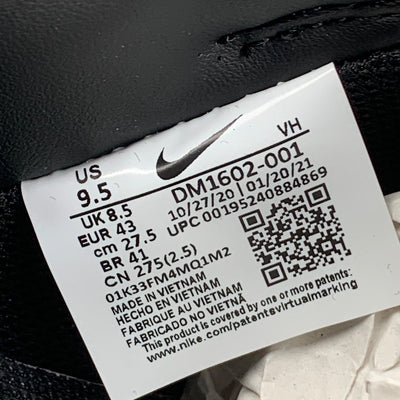 US
9.5
UK 8.5
EUR 43
cm 27.5
BR 41
CN 275(2.5)
VH
DM1602-001
10/27/20 | 01/20/21
UPC 00195240884869
01K33FM4MQ1M2
MADE IN VIETNAM
HECHO EN VIETNAM
FABRIQUE AU VIETNAM
FABRICADO NO VIETNÃ
This product is covered by one or more patents:
www.nike.com/patentsvirtualmarking